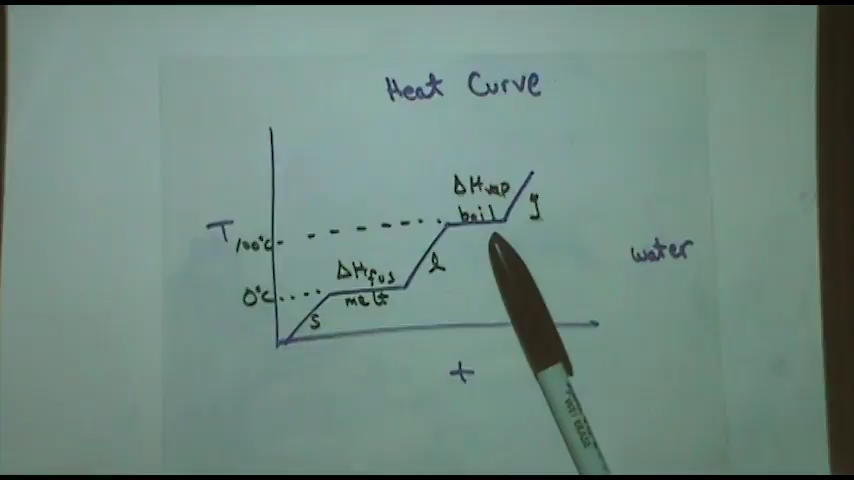 Heat Curve
ΔHvap
boil
g
T
100°C
l
water
ΔHfus
0°C
melt
s
t